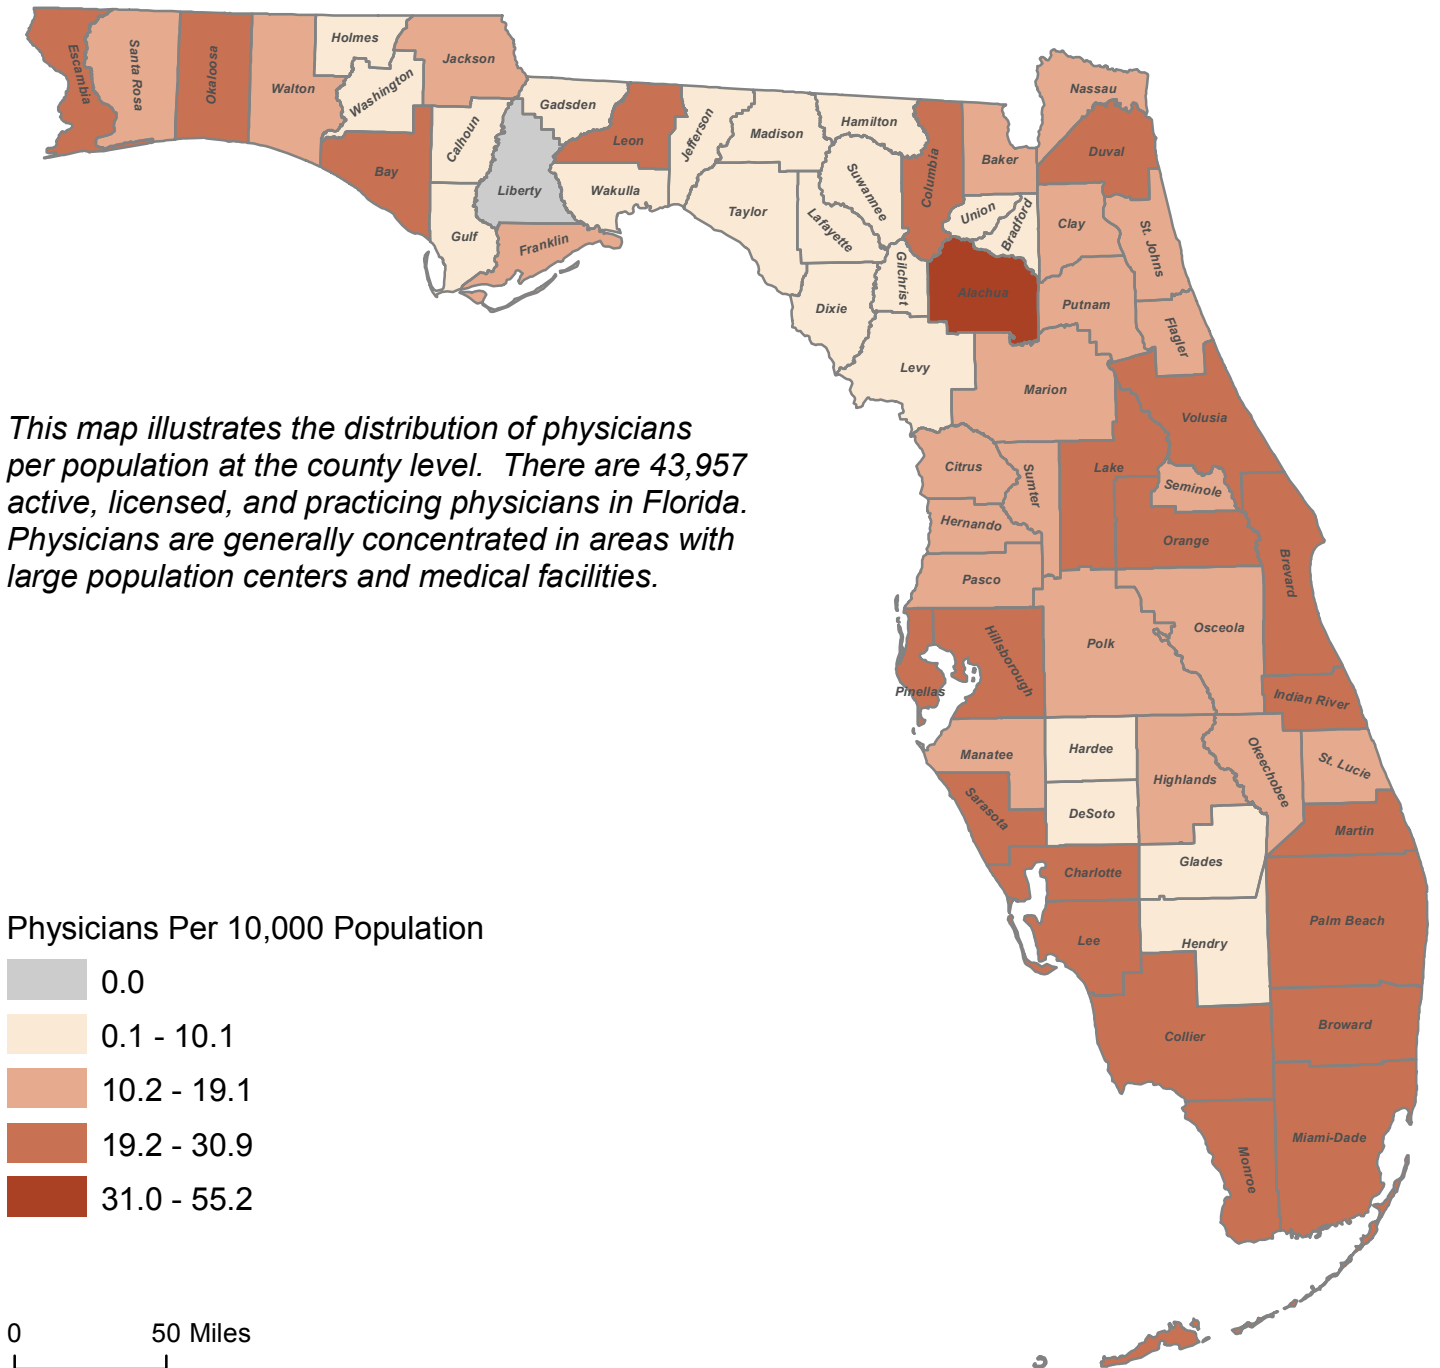 Holmes
Jackson
Escambia
Santa Rosa
Okaloosa
Walton
Washington
Nassau
Gadsden
Calhoun
Leon
Jefferson
Madison
Hamilton
Columbia
Baker
Duval
Bay
Liberty
Wakulla
Suwannee
Taylor
Lafayette
Union
Bradford
Clay
St. Johns
Gulf
Franklin
Gilchrist
Alachua
Dixie
Putnam
Flagler
Levy
Marion
Volusia
This map illustrates the distribution of physicians
per population at the county level.  There are 43,957
active, licensed, and practicing physicians in Florida.
Physicians are generally concentrated in areas with
large population centers and medical facilities.
Citrus
Sumter
Lake
Seminole
Hernando
Orange
Pasco
Brevard
Hillsborough
Polk
Osceola
Pinellas
Indian River
Manatee
Hardee
Highlands
Okeechobee
St. Lucie
Sarasota
DeSoto
Martin
Charlotte
Glades
Lee
Hendry
Palm Beach
Collier
Broward
Miami-Dade
Monroe
Physicians Per 10,000 Population
0.0
0.1 - 10.1
10.2 - 19.1
19.2 - 30.9
31.0 - 55.2
0 50 Miles